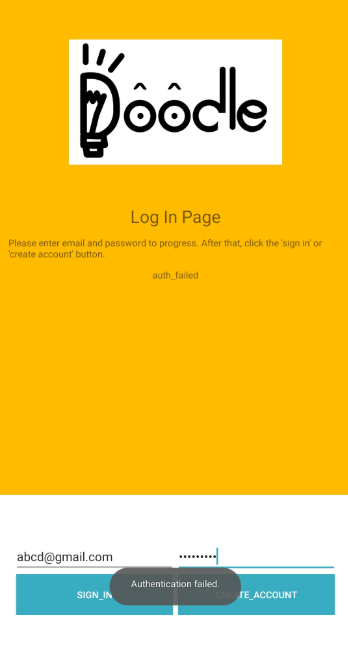 Doodle
Log In Page
Please enter email and password to progress. After that, click the 'sign in' or
'create account' button.
auth_failed
abcd@gmail.com
•••••••••
Authentication failed.
SIGN_IN
CREATE_ACCOUNT